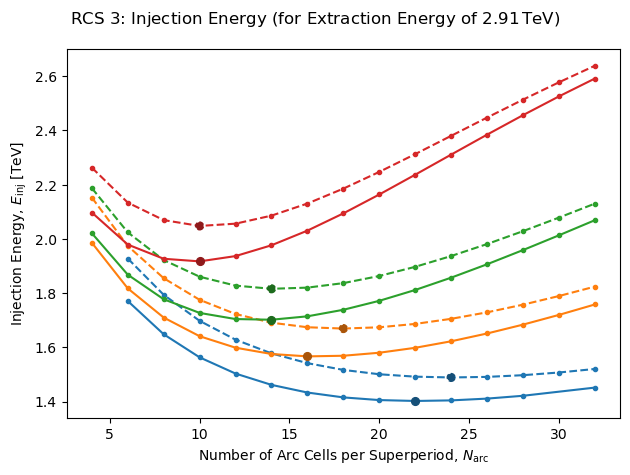 RCS 3: Injection Energy (for Extraction Energy of 2.91 TeV)
Injection Energy, E_inj [TeV]
2.6
2.4
2.2
2.0
1.8
1.6
1.4
5 10 15 20 25 30
Number of Arc Cells per Superperiod, N_arc